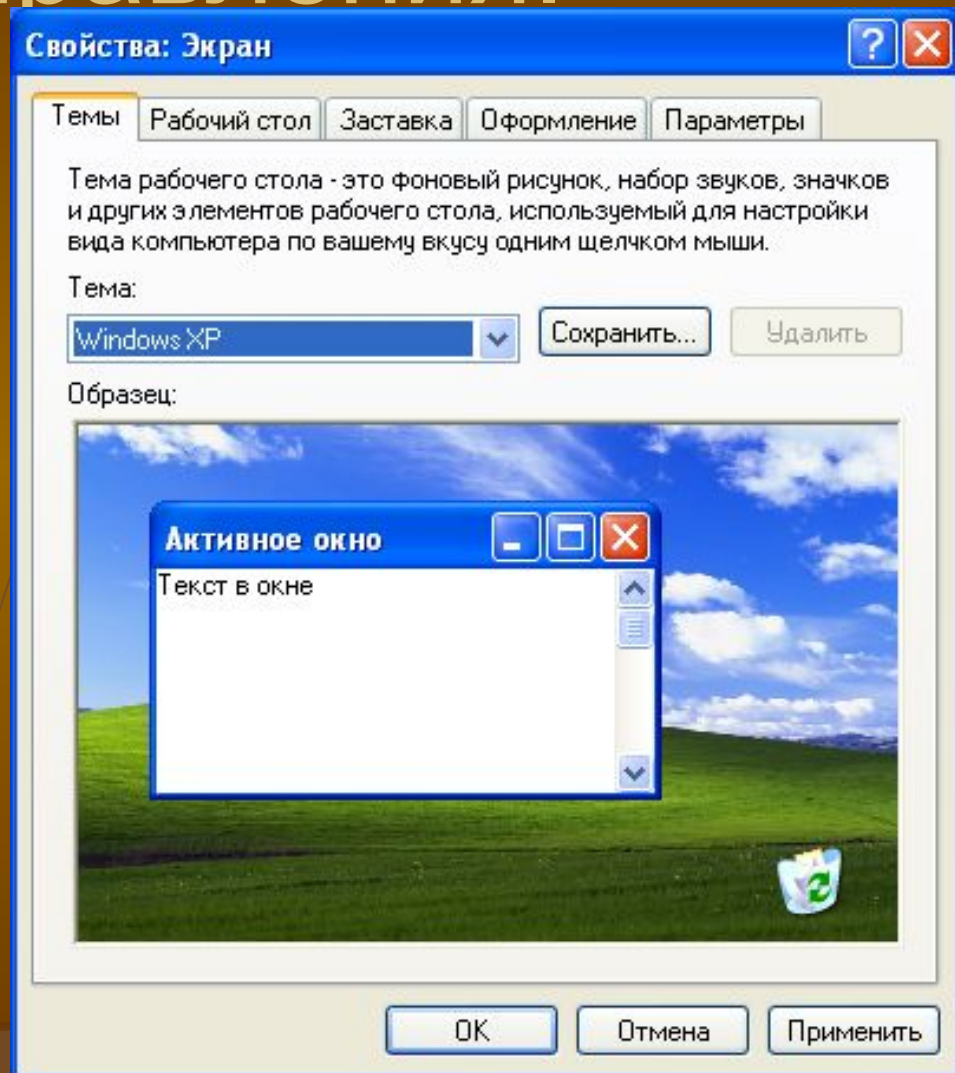 Свойства: Экран
Темы Рабочий стол Заставка Оформление Параметры
Тема рабочего стола - это фоновый рисунок, набор звуков, значков
и других элементов рабочего стола, используемый для настройки
вида компьютера по вашему вкусу одним щелчком мыши.
Тема:
Windows XP Сохранить... Удалить
Образец:
Активное окно
Текст в окне
OK Отмена Применить